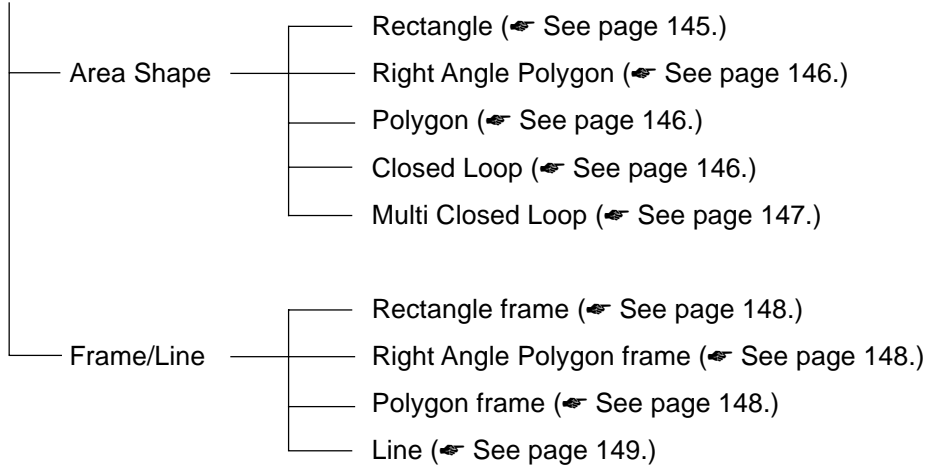 Rectangle (☛ See page 145.)
Area Shape
Right Angle Polygon (☛ See page 146.)
Polygon (☛ See page 146.)
Closed Loop (☛ See page 146.)
Multi Closed Loop (☛ See page 147.)
Rectangle frame (☛ See page 148.)
Frame/Line
Right Angle Polygon frame (☛ See page 148.)
Polygon frame (☛ See page 148.)
Line (☛ See page 149.)